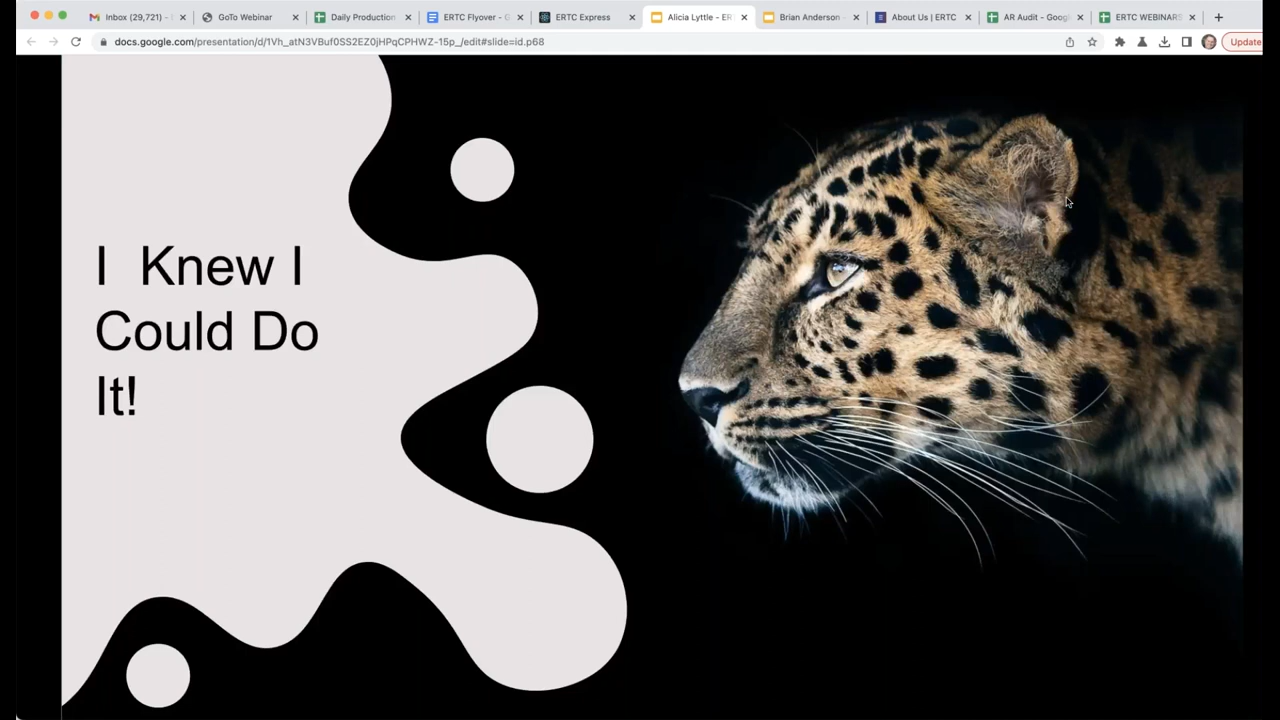 Inbox (29,721) -
GoTo Webinar
Daily Production
ERTC Flyover - G
ERTC Express
Alicia Lyttle - ER
Brian Anderson -
About Us | ERTC
AR Audit - Googl
ERTC WEBINARS
docs.google.com/presentation/d/1Vh_atN3VBuf0SS2EZ0jHPqCPHWZ-15p_/edit#slide=id.p68
Update
I Knew I
Could Do
It!